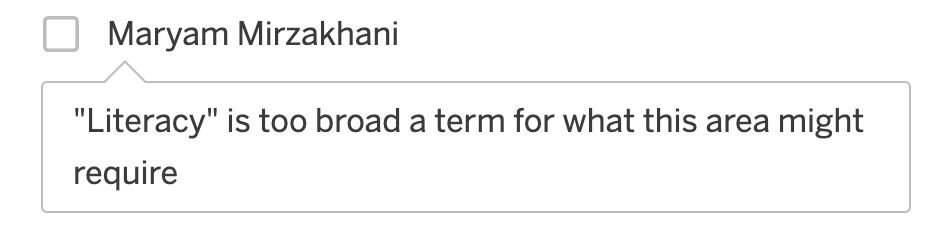 Maryam Mirzakhani
"Literacy" is too broad a term for what this area might
require